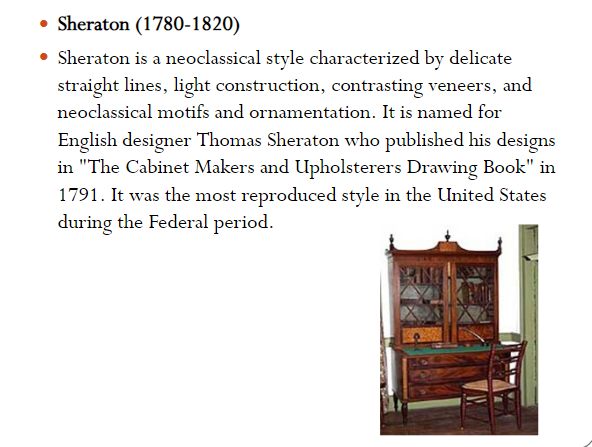 Sheraton (1780-1820)
Sheraton is a neoclassical style characterized by delicate
straight lines, light construction, contrasting veneers, and
neoclassical motifs and ornamentation. It is named for
English designer Thomas Sheraton who published his designs
in "The Cabinet Makers and Upholsterers Drawing Book" in
1791. It was the most reproduced style in the United States
during the Federal period.